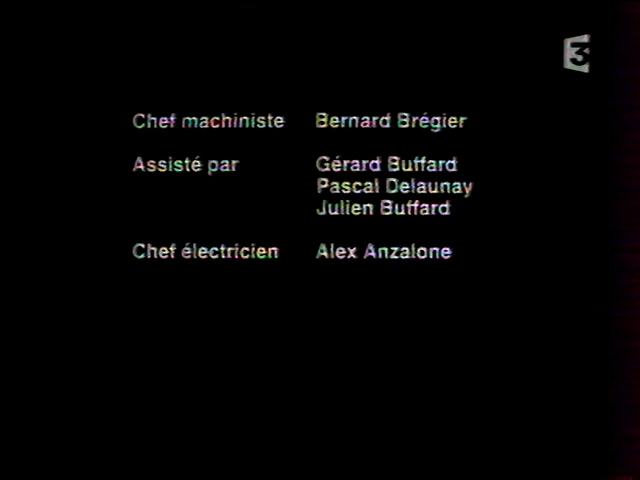 3
Chef machiniste Bernard Brégier
Assisté par Gérard Buffard
Pascal Delaunay
Julien Buffard
Chef électricien Alex Anzalone